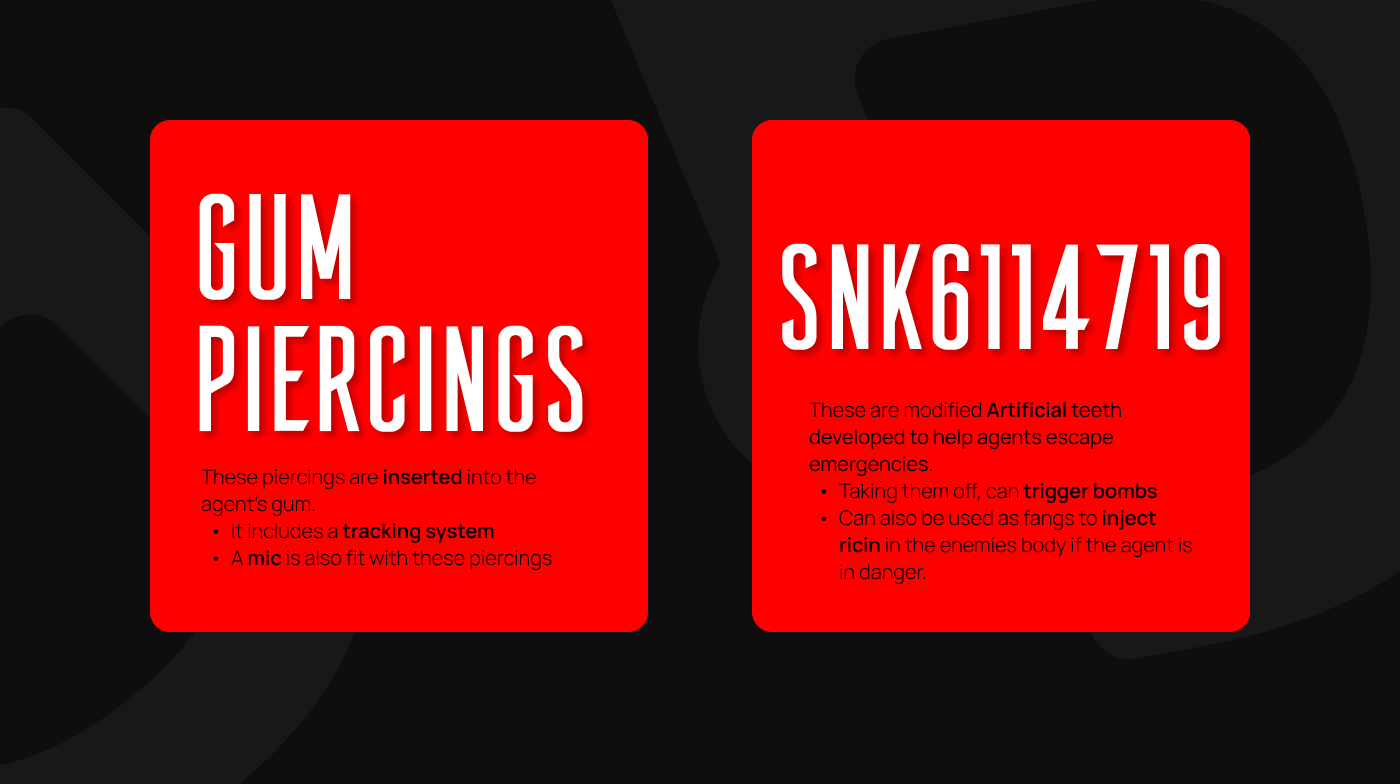 GUM
PIERCINGS
These piercings are inserted into the
agent's gum.
• It includes a tracking system
• A mic is also fit with these piercings
SNK6114719
These are modified Artificial teeth
developed to help agents escape
emergencies.
• Taking them off, can trigger bombs
• Can also be used as fangs to inject
ricin in the enemies body if the agent is
in danger.